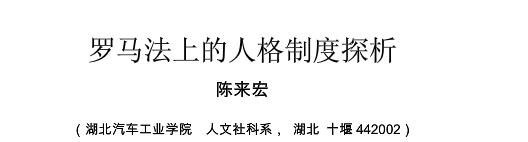 罗马法上的人格制度探析
陈来宏
（湖北汽车工业学院 人文社科系， 湖北 十堰 442002）